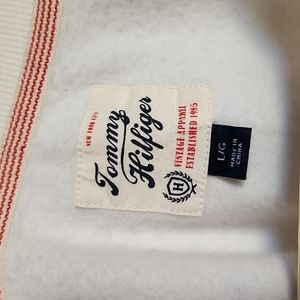 NEW YORK CITY
Tommy
Hilfiger
VINTAGE APPAREL
ESTABLISHED 1985
H
L/G
MADE IN
CHINA